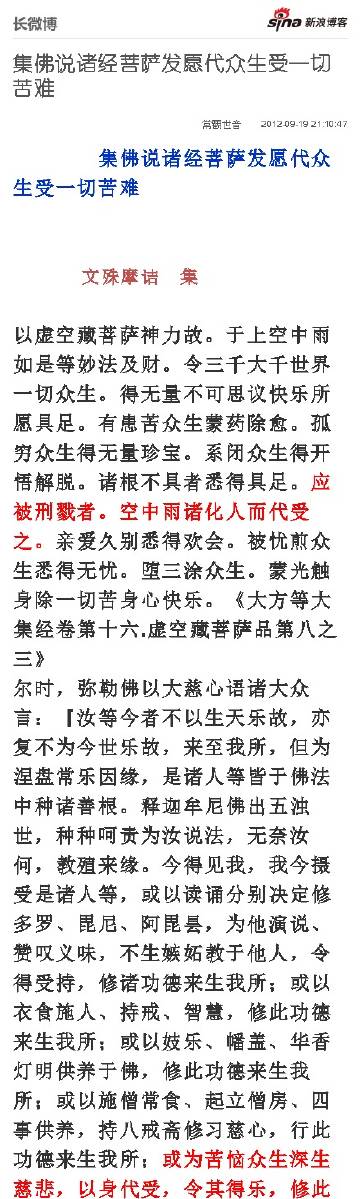 长微博
sina 新浪博客
集佛说诸经菩萨发愿代众生受一切
苦难
常觀世音 2012-09-19 21:10:47
集佛说诸经菩萨发愿代众
生受一切苦难
文殊摩诘 集
以虚空藏菩萨神力故。于上空中雨
如是等妙法及财。令三千大千世界
一切众生。得无量不可思议快乐所
愿具足。有患苦众生蒙药除愈。孤
穷众生得无量珍宝。系闭众生得开
悟解脱。诸根不具者悉得具足。应
被刑戮者。空中雨诸化人而代受
之。亲爱久别悉得欢会。被忧煎众
生悉得无忧。堕三涂众生。蒙光触
身除一切苦身心快乐。《大方等大
集经卷第十六.虚空藏菩萨品第八之
三》
尔时，弥勒佛以大慈心语诸大众
言：『汝等今者不以生天乐故，亦
复不为今世乐故，来至我所，但为
涅盘常乐因缘，是诸人等皆于佛法
中种诸善根。释迦牟尼佛出五浊
世，种种呵责为汝说法，无奈汝
何，教殖来缘。今得见我，我今摄
受是诸人等，或以读诵分别决定修
多罗、毘尼、阿毘昙，为他演说、
赞叹义味，不生嫉妬教于他人，令
得受持，修诸功德来生我所；或以
衣食施人、持戒、智慧，修此功德
来生我所；或以妓乐、幡盖、华香
灯明供养于佛，修此功德来生我
所；或以施僧常食、起立僧房、四
事供养，持八戒斋修习慈心，行此
功德来生我所；或为苦恼众生深生
慈悲，以身代受，令其得乐，修此